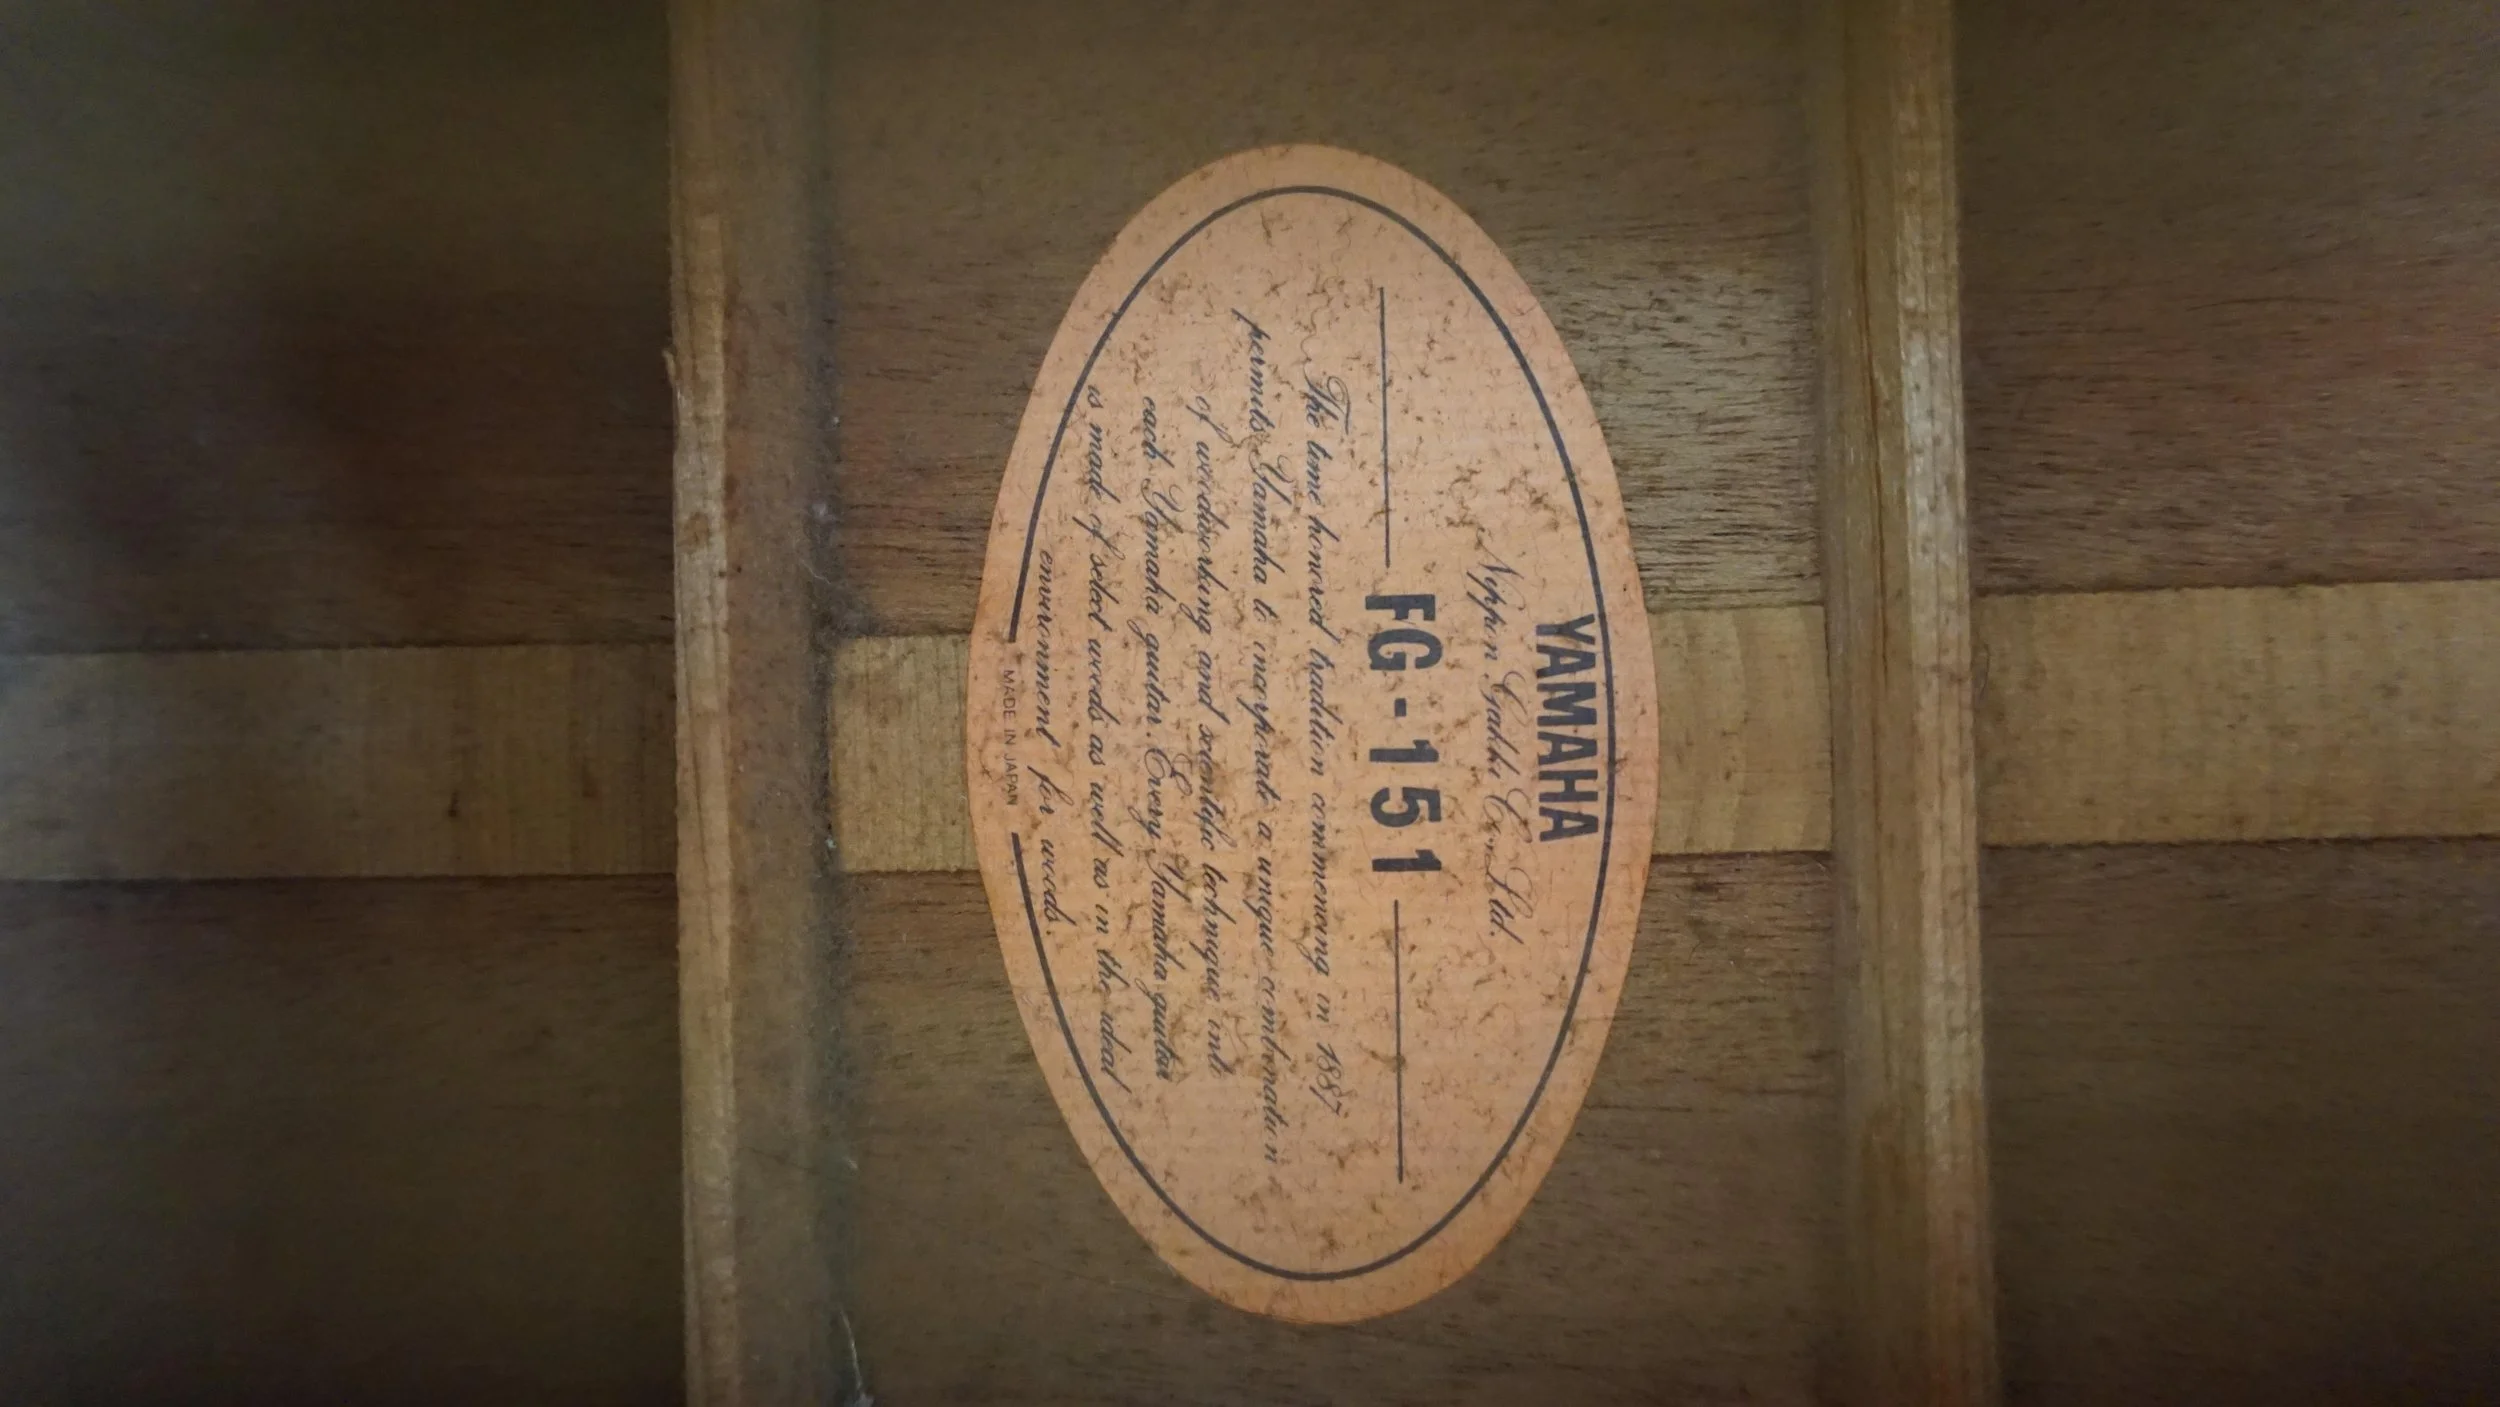 YAMAHA
Nippon Gakki Co., Ltd.
FG-151
The time honored tradition commencing in 1887
permits Yamaha to incorporate a unique combination
of woodworking and scientific technique into
each Yamaha guitar. Every Yamaha guitar
is made of select woods as well as in the ideal
environment for woods.
MADE IN JAPAN